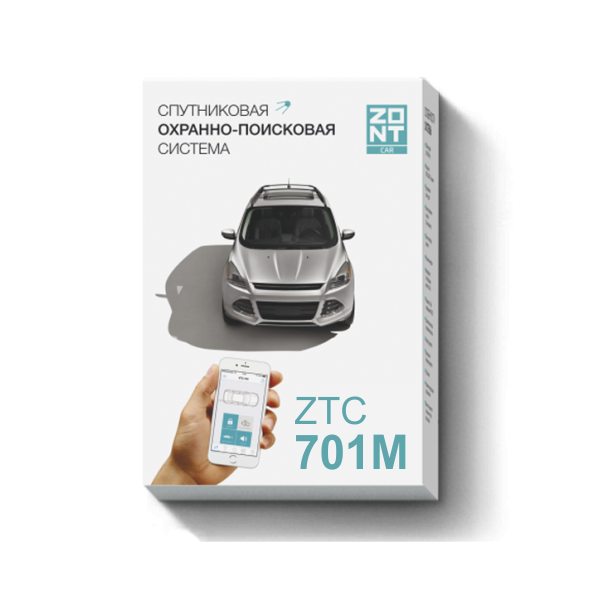 СПУТНИКОВАЯ
ОХРАННО-ПОИСКОВАЯ
СИСТЕМА
ZO
NT
CAR
ZTC
701M